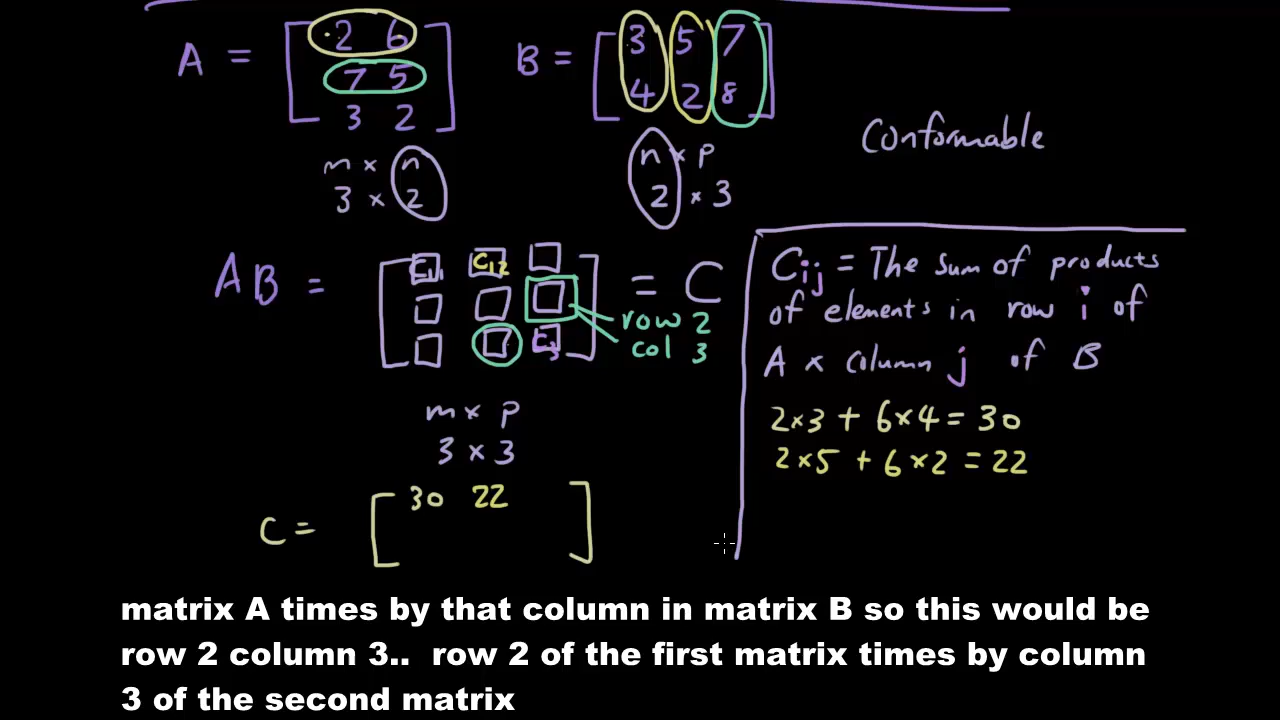 A = [ 2 6 B = [ 3 5 7
7 5
3 2 ] 4 2 8 ]
Conformable
m × n n × p
3 × 2 2 × 3
AB = [ C11 C12 ] = C
row 2
col 3
Cij = The sum of products
of elements in row i of
A × column j of B
2×3 + 6×4 = 30
2×5 + 6×2 = 22
m × p
3 × 3
C = [ 30 22 ]
matrix A times by that column in matrix B so this would be
row 2 column 3.. row 2 of the first matrix times by column
3 of the second matrix